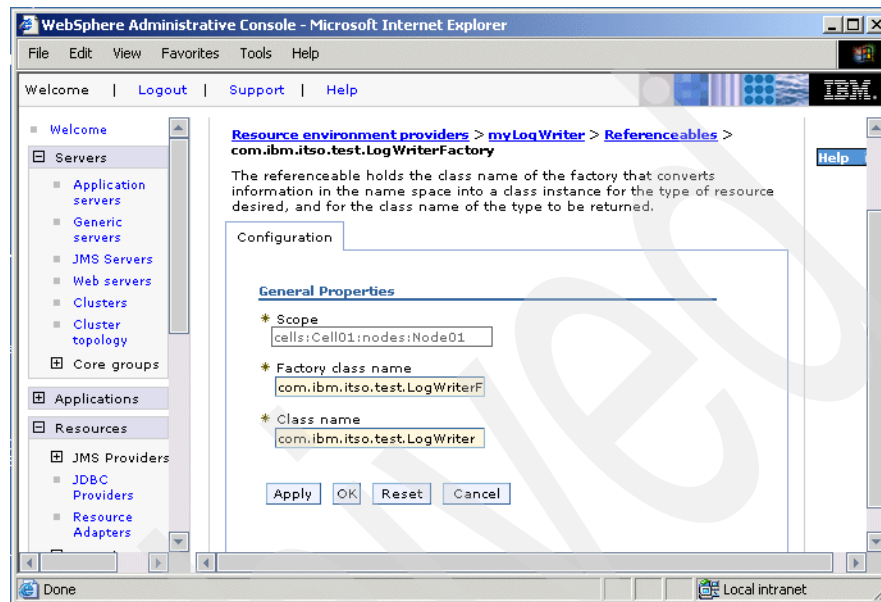 WebSphere Administrative Console - Microsoft Internet Explorer
File Edit View Favorites Tools Help
Welcome | Logout | Support | Help
IBM.
Welcome
Servers
Application
servers
Generic
servers
JMS Servers
Web servers
Clusters
Cluster
topology
Core groups
Applications
Resources
JMS Providers
JDBC
Providers
Resource
Adapters
Resource environment providers > myLogWriter > Referenceables >
com.ibm.itso.test.LogWriterFactory
The referenceable holds the class name of the factory that converts
information in the name space into a class instance for the type of resource
desired, and for the class name of the type to be returned.
Configuration
General Properties
Scope
cells:Cell01:nodes:Node01
Factory class name
com.ibm.itso.test.LogWriterF
Class name
com.ibm.itso.test.LogWriter
Apply OK Reset Cancel
Help
Done
Local intranet